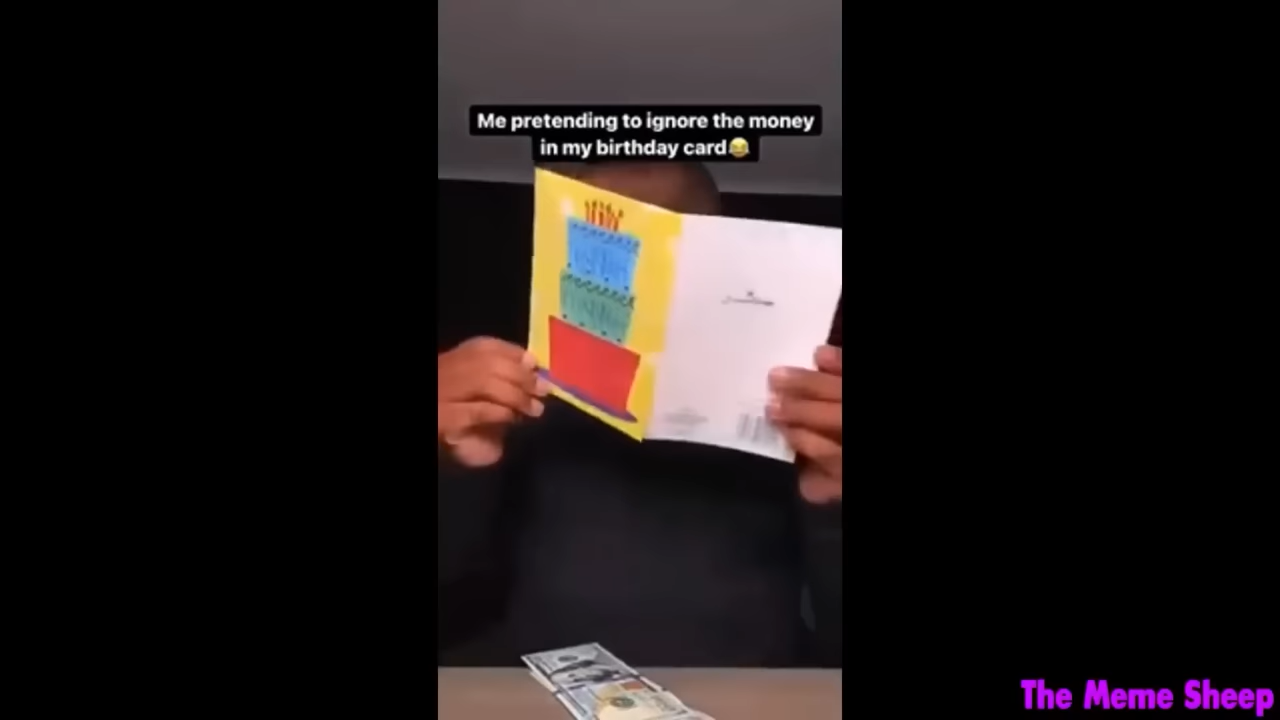 Me pretending to ignore the money
in my birthday card😂
The Meme Sheep